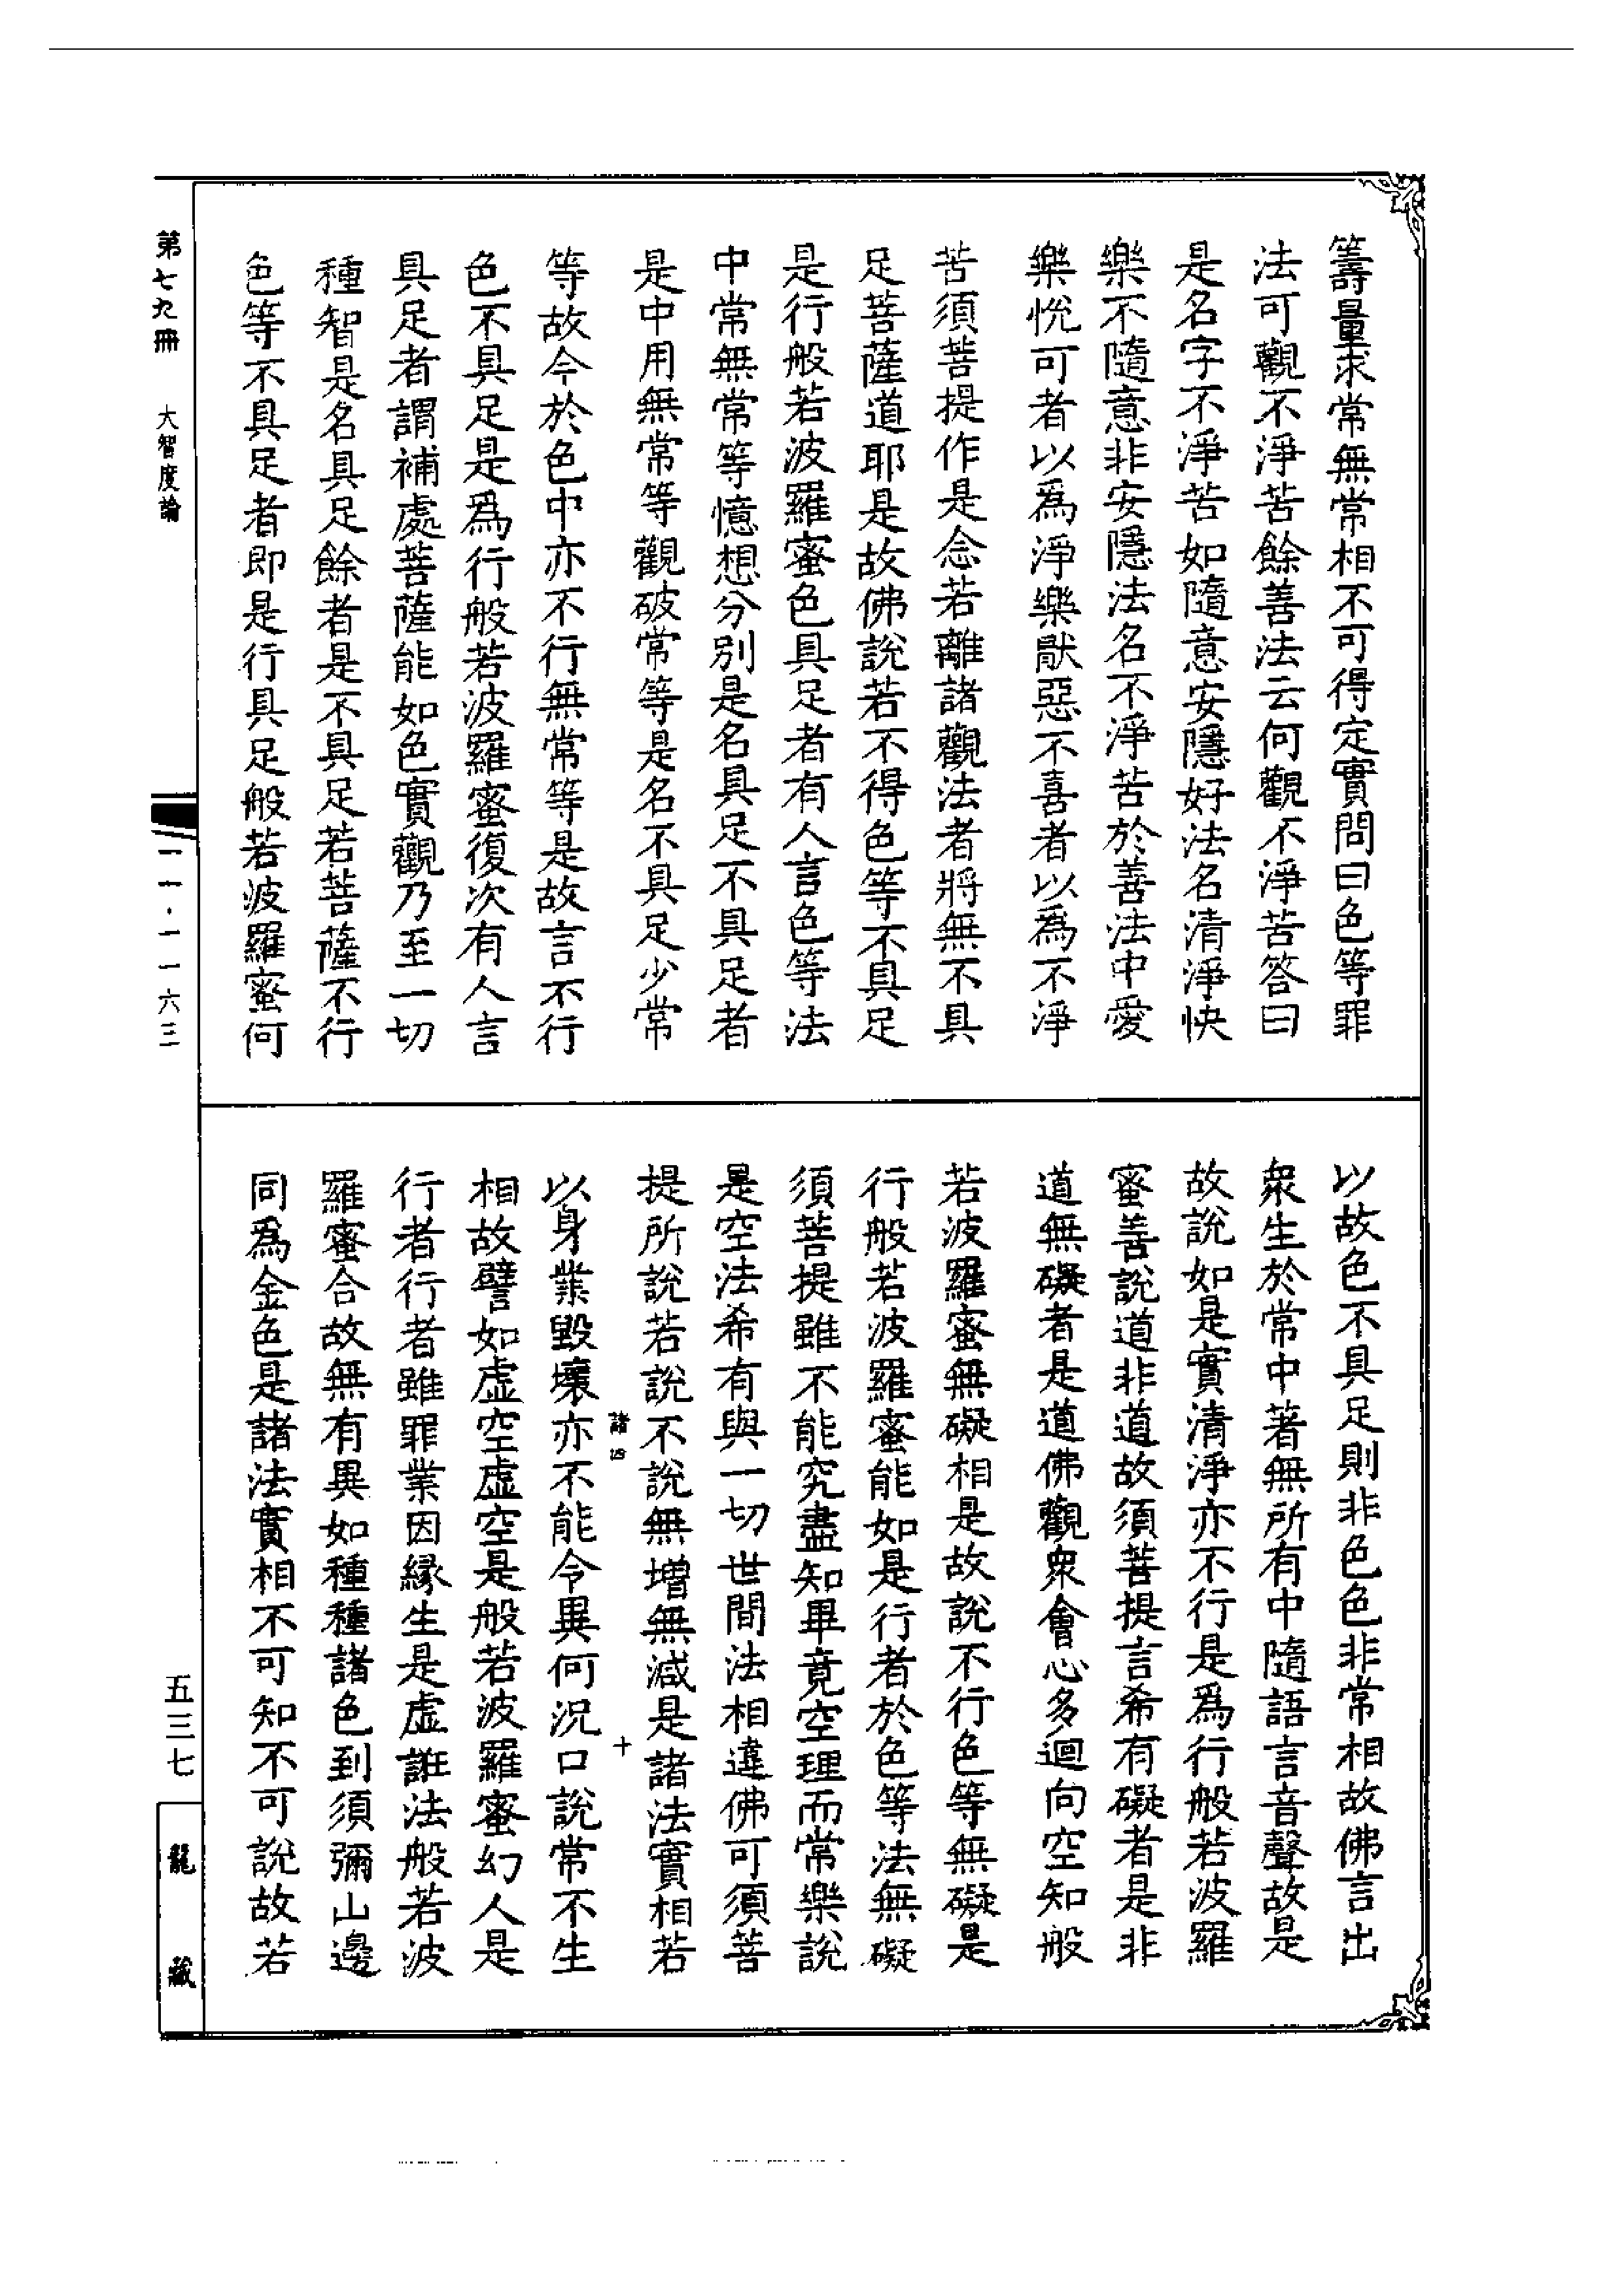 籌量求常無常相不可得定實問曰色等罪
法可觀不淨苦餘善法云何觀不淨苦答曰
是名字不淨苦如隨意安隱好法名清淨快
樂不隨意非安隱法名不淨苦於善法中愛
樂悅可者以為淨樂猒惡不喜者以為不淨
苦須菩提作是念若離諸觀法者將無不具
足菩薩道耶是故佛說若不得色等不具足
是行般若波羅蜜色具足者有人言色等法
中常無常等憶想分別是名具足不具足者
是中用無常等觀破常等是名不具足少常
等故今於色中亦不行無常等是故言不行
色不具足是為行般若波羅蜜復次有人言
具足者謂補處菩薩能如色實觀乃至一切
種智是名具足餘者是不具足若菩薩不行
色等不具足者即是行具足般若波羅蜜何
以故色不具足則非色色非常相故佛言出
衆生於常中著無所有中隨語言音聲故是
故說如是實清淨亦不行是為行般若波羅
蜜善說道非道故須菩提言希有礙者是非
道無礙者是道佛觀衆會心多迴向空知般
若波羅蜜無礙相是故說不行色等無礙是
行般若波羅蜜能如是行者於色等法無礙
須菩提雖不能究盡知畢竟空理而常樂說
是空法希有與一切世間法相違佛可須菩
提所說若說不說無增無減是諸法實相若
諸四
十
以身業毀壞亦不能令異何況口說常不生
相故譬如虛空虛空是般若波羅蜜幻人是
行者行者雖罪業因緣生是虛誑法般若波
羅蜜合故無有異如種種諸色到須彌山邊
同為金色是諸法實相不可知不可說故若
第七九冊
大智度論
一一·一一六三
五三七
龍藏